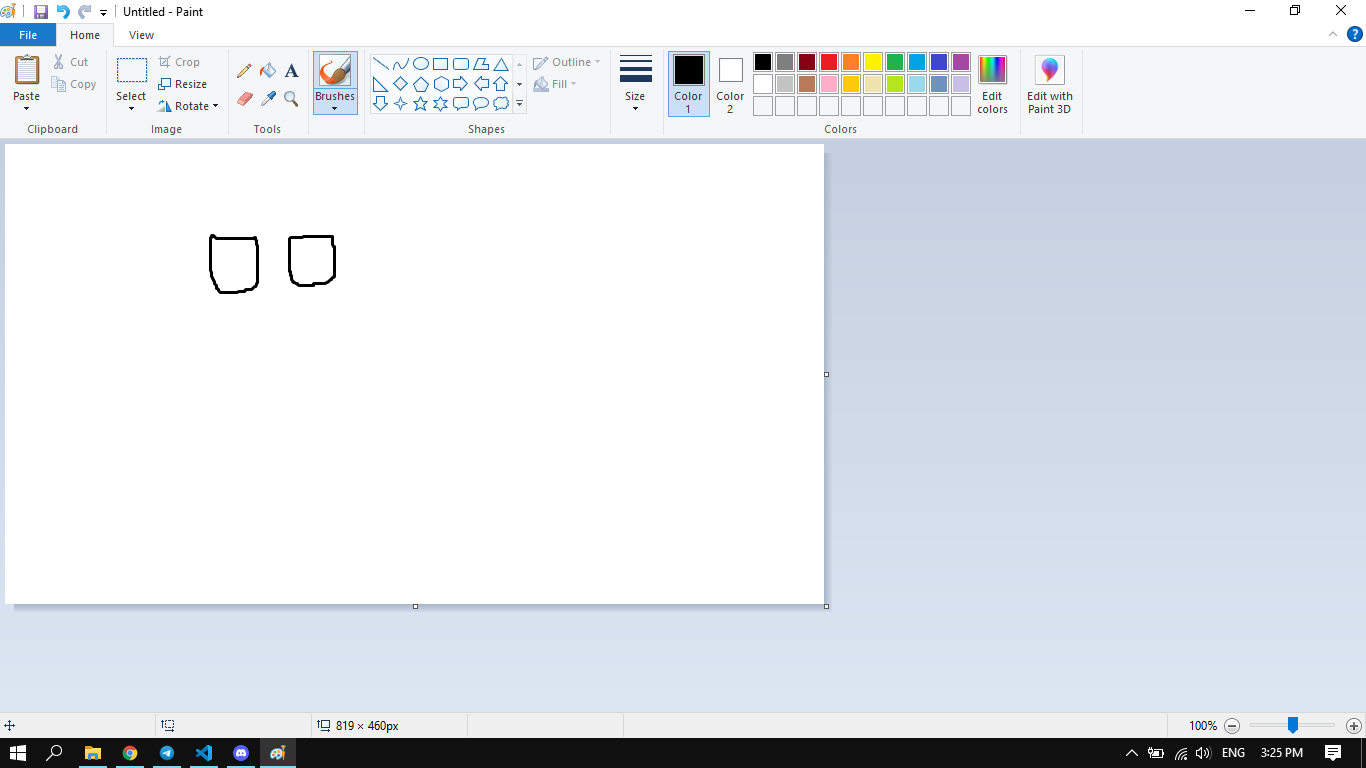 Untitled - Paint
File Home View
Paste Cut Copy Clipboard
Select Crop Resize Rotate Image
A Tools
Brushes
Shapes Outline Fill
Size
Color 1 Color 2 Colors Edit colors
Edit with Paint 3D
?
819 × 460px
100%
ENG 3:25 PM